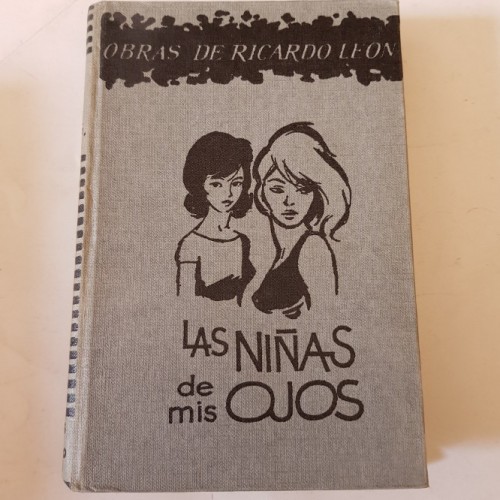 OBRAS DE RICARDO LEON
LAS NIÑAS
de mis OJOS